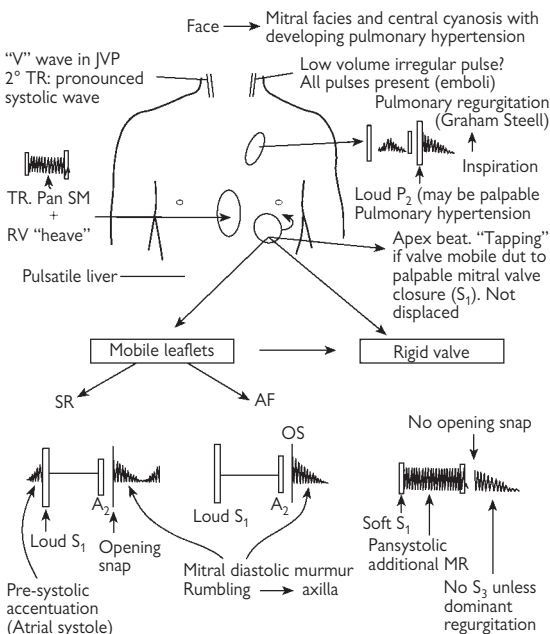 Face
Mitral facies and central cyanosis with
developing pulmonary hypertension
"V" wave in JVP
2° TR: pronounced
systolic wave
Low volume irregular pulse?
All pulses present (emboli)
Pulmonary regurgitation
(Graham Steell)
Inspiration
Loud P2 (may be palpable
Pulmonary hypertension
TR. Pan SM
+
RV "heave"
Apex beat. "Tapping"
if valve mobile dut to
palpable mitral valve
closure (S1). Not
displaced
Pulsatile liver
Mobile leaflets
Rigid valve
SR
AF
No opening snap
OS
A2
A2
Loud S1
Soft S1
Loud S1
Opening
snap
Pansystolic
additional MR
Mitral diastolic murmur
Rumbling
axilla
Pre-systolic
accentuation
(Atrial systole)
No S3 unless
dominant
regurgitation